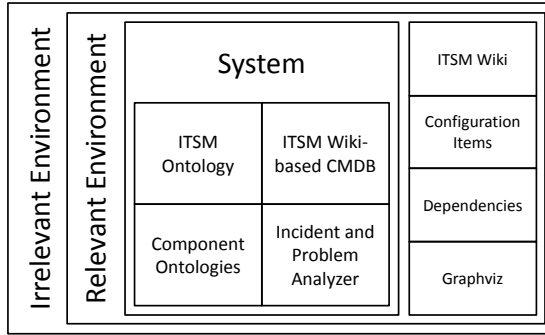 Irrelevant Environment
Relevant Environment
System
ITSM
Ontology
ITSM Wiki-
based CMDB
Component
Ontologies
Incident and
Problem
Analyzer
ITSM Wiki
Configuration
Items
Dependencies
Graphviz